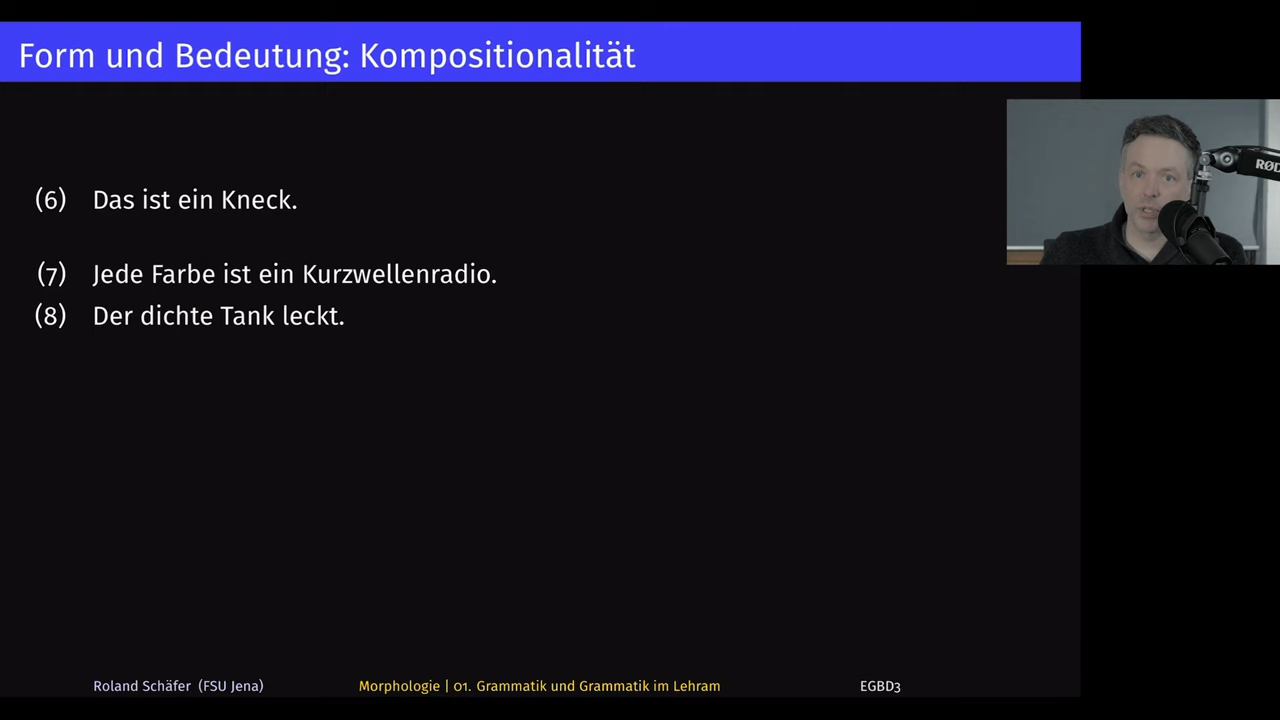 Form und Bedeutung: Kompositionalität
(6) Das ist ein Kneck.
(7) Jede Farbe ist ein Kurzwellenradio.
(8) Der dichte Tank leckt.
RØD
Roland Schäfer (FSU Jena) Morphologie | 01. Grammatik und Grammatik im Lehram EGBD3